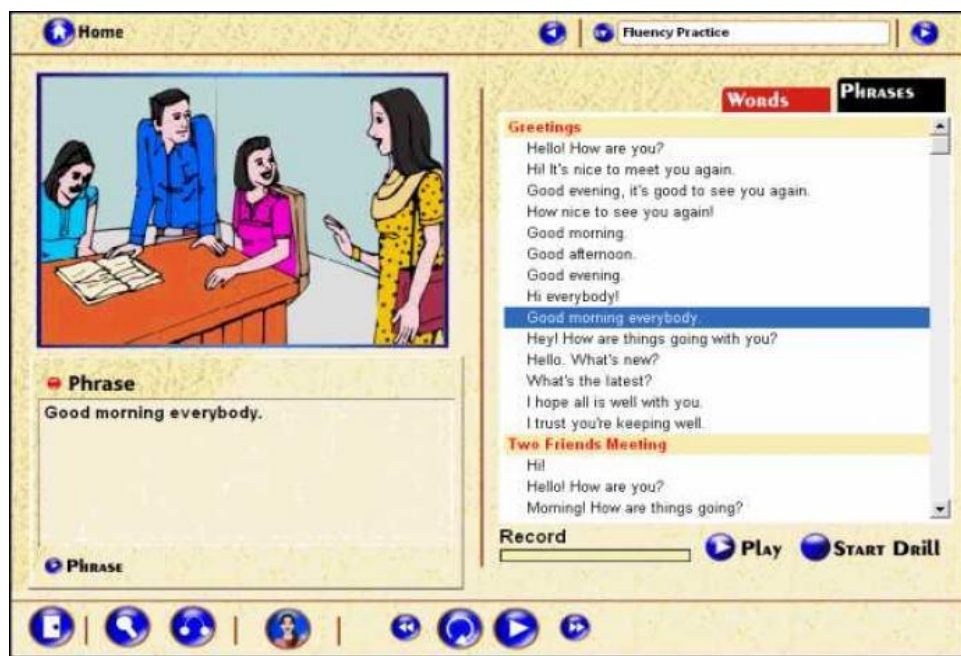 Home
Fluency Practice
WORDS
PHRASES
Greetings
Hello! How are you?
Hi! It's nice to meet you again.
Good evening, it's good to see you again.
How nice to see you again!
Good morning.
Good afternoon.
Good evening.
Hi everybody!
Good morning everybody.
Hey! How are things going with you?
Hello. What's new?
What's the latest?
I hope all is well with you.
I trust you're keeping well.
Two Friends Meeting
Hi!
Hello! How are you?
Morning! How are things going?
Phrase
Good morning everybody.
PHRASE
Record
PLAY
START DRILL